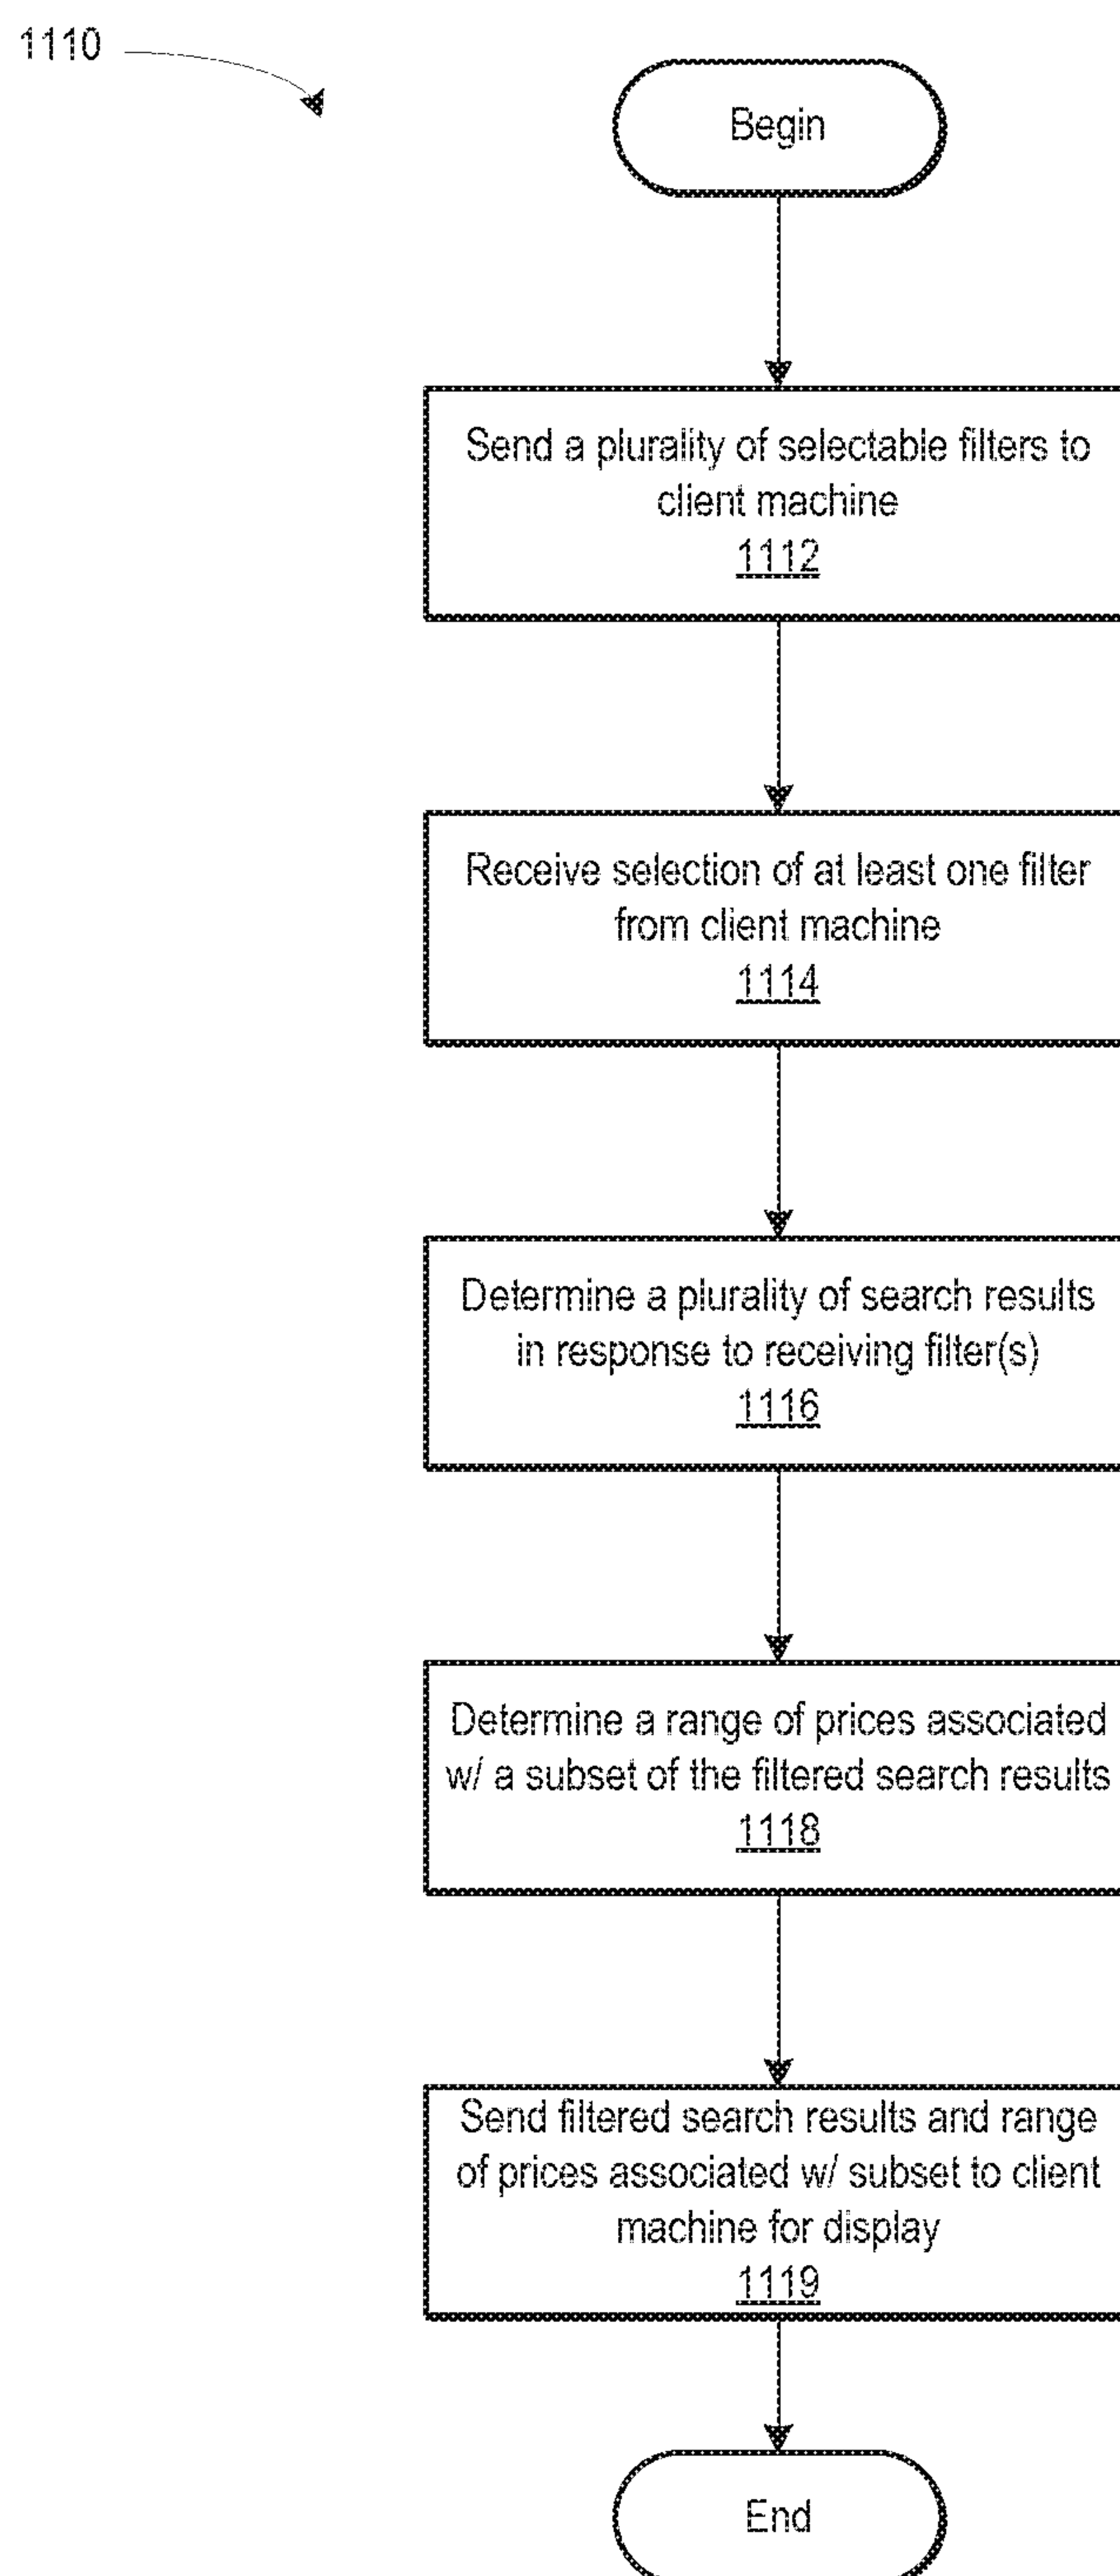 1110
Begin
Send a plurality of selectable filters to
client machine
1112
Receive selection of at least one filter
from client machine
1114
Determine a plurality of search results
in response to receiving filter(s)
1116
Determine a range of prices associated
w/ a subset of the filtered search results
1118
Send filtered search results and range
of prices associated w/ subset to client
machine for display
1119
End